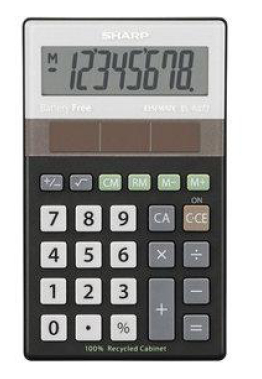 SHARP
M
-12345678.
Battery Free
+/− √ CM RM M− M+
ON
7 8 9 CA C·CE
4 5 6 × ÷
1 2 3 + −
0 · % =
100% Recycled Cabinet